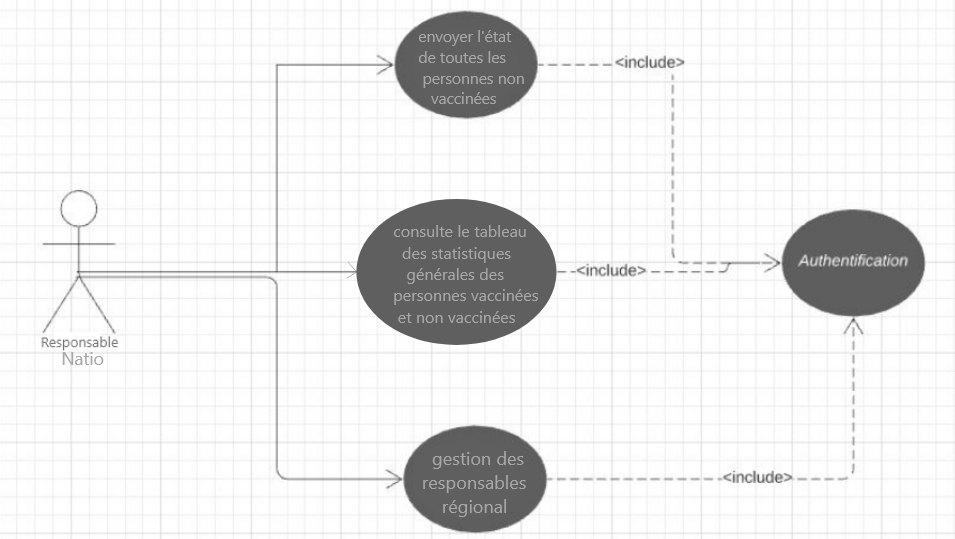 envoyer l'état
de toutes les
personnes non
vaccinées
<include>
consulte le tableau
des statistiques
générales des
personnes vaccinées
et non vaccinées
<include>
Authentification
Responsable
Natio
gestion des
responsables
régional
<include>